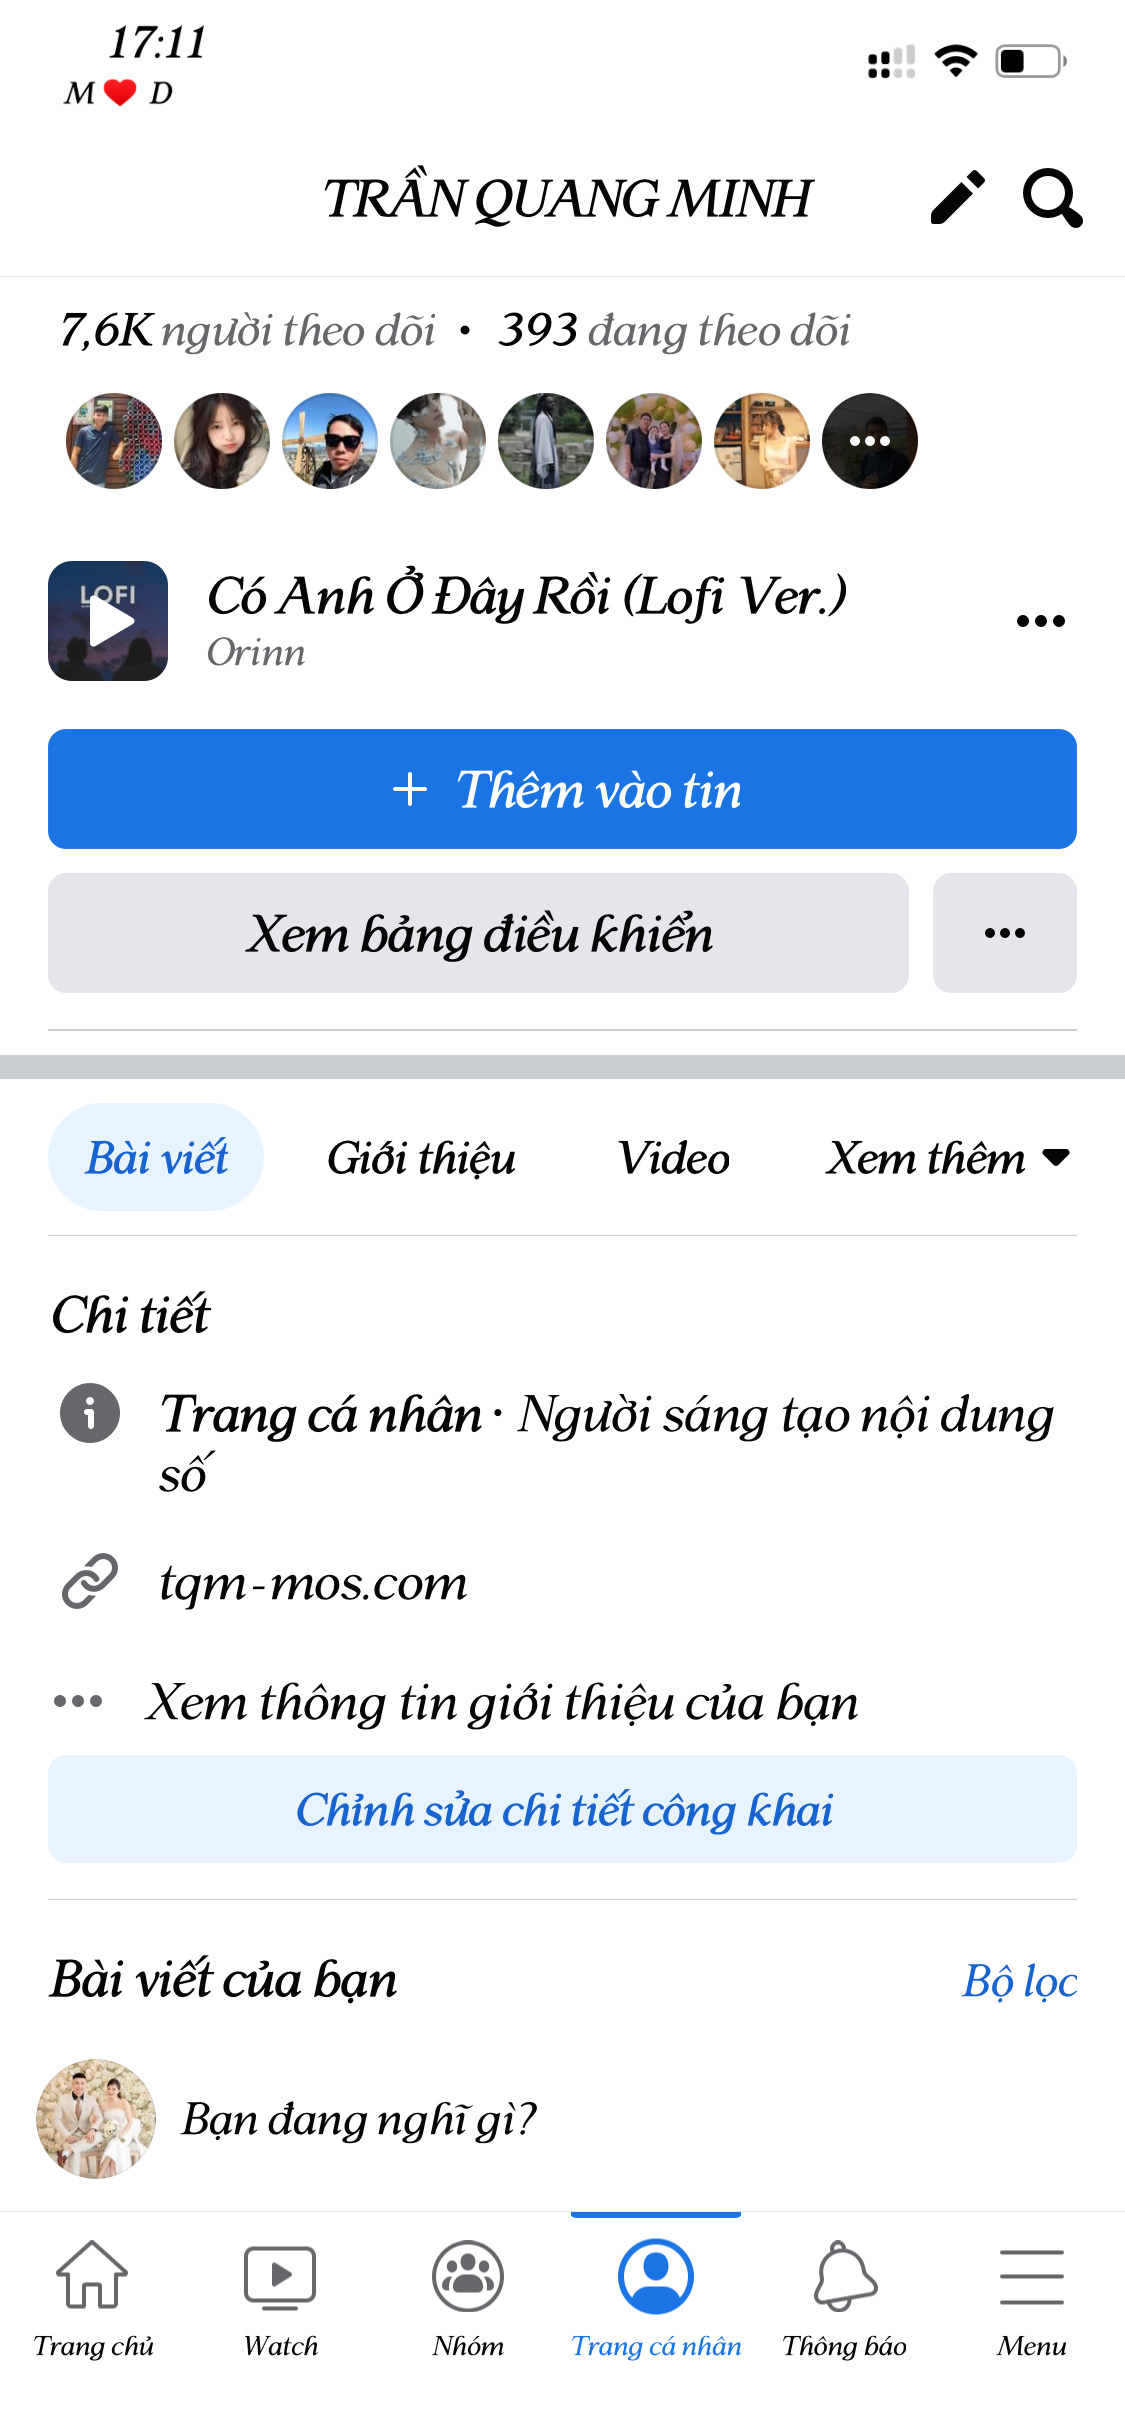 17:11
M ❤️ D
TRẦN QUANG MINH
7,6K người theo dõi • 393 đang theo dõi
LOFI
Có Anh Ở Đây Rồi (Lofi Ver.)
Orinn
+ Thêm vào tin
Xem bảng điều khiển
Bài viết Giới thiệu Video Xem thêm
Chi tiết
Trang cá nhân · Người sáng tạo nội dung
số
tqm-mos.com
Xem thông tin giới thiệu của bạn
Chỉnh sửa chi tiết công khai
Bài viết của bạn Bộ lọc
Bạn đang nghĩ gì?
Trang chủ Watch Nhóm Trang cá nhân Thông báo Menu